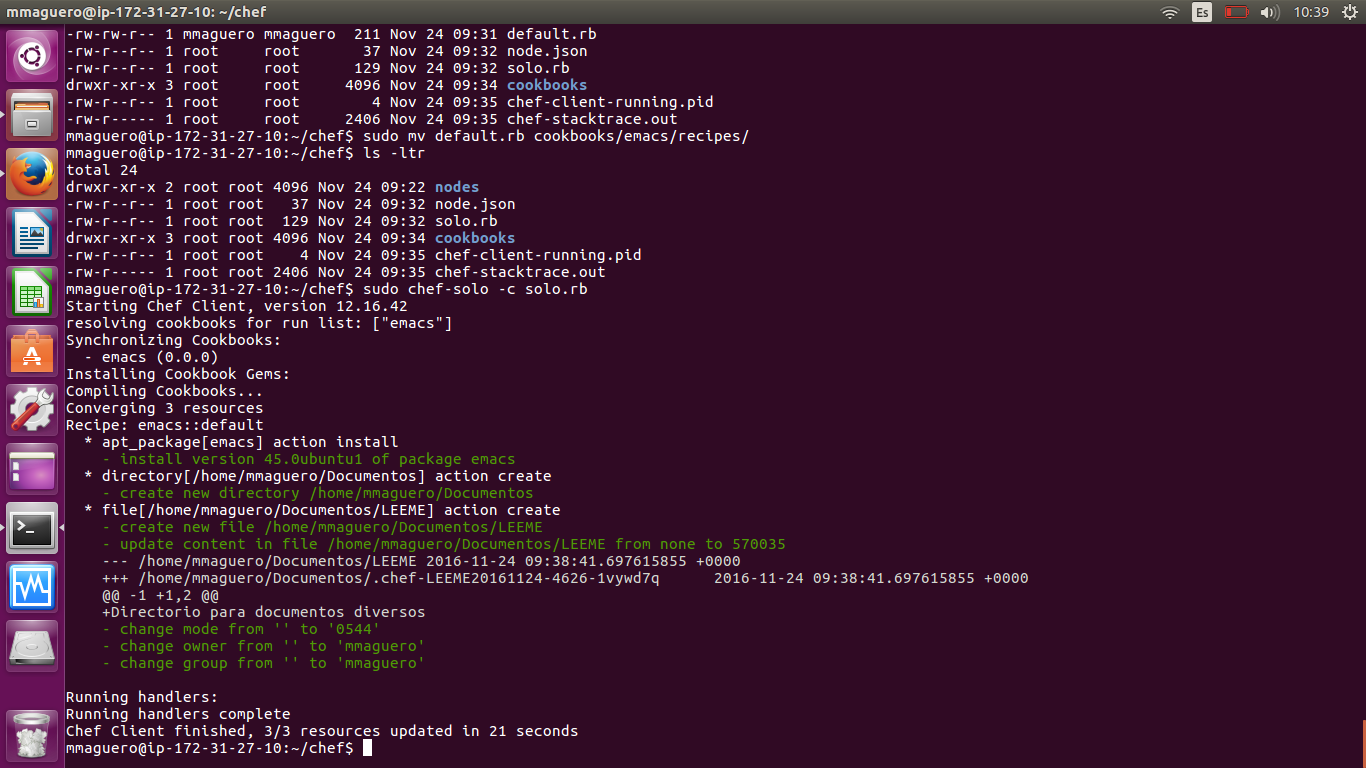 mmaguero@ip-172-31-27-10: ~/chef
Es
10:39
-rw-rw-r-- 1 mmaguero mmaguero  211 Nov 24 09:31 default.rb
-rw-r--r-- 1 root     root       37 Nov 24 09:32 node.json
-rw-r--r-- 1 root     root      129 Nov 24 09:32 solo.rb
drwxr-xr-x 3 root     root     4096 Nov 24 09:34 cookbooks
-rw-r--r-- 1 root     root        4 Nov 24 09:35 chef-client-running.pid
-rw-r----- 1 root     root     2406 Nov 24 09:35 chef-stacktrace.out
mmaguero@ip-172-31-27-10:~/chef$ sudo mv default.rb cookbooks/emacs/recipes/
mmaguero@ip-172-31-27-10:~/chef$ ls -ltr
total 24
drwxr-xr-x 2 root root 4096 Nov 24 09:22 nodes
-rw-r--r-- 1 root root   37 Nov 24 09:32 node.json
-rw-r--r-- 1 root root  129 Nov 24 09:32 solo.rb
drwxr-xr-x 3 root root 4096 Nov 24 09:34 cookbooks
-rw-r--r-- 1 root root    4 Nov 24 09:35 chef-client-running.pid
-rw-r----- 1 root root 2406 Nov 24 09:35 chef-stacktrace.out
mmaguero@ip-172-31-27-10:~/chef$ sudo chef-solo -c solo.rb
Starting Chef Client, version 12.16.42
resolving cookbooks for run list: ["emacs"]
Synchronizing Cookbooks:
  - emacs (0.0.0)
Installing Cookbook Gems:
Compiling Cookbooks...
Converging 3 resources
Recipe: emacs::default
  * apt_package[emacs] action install
    - install version 45.0ubuntu1 of package emacs
  * directory[/home/mmaguero/Documentos] action create
    - create new directory /home/mmaguero/Documentos
  * file[/home/mmaguero/Documentos/LEEME] action create
    - create new file /home/mmaguero/Documentos/LEEME
    - update content in file /home/mmaguero/Documentos/LEEME from none to 570035
    --- /home/mmaguero/Documentos/LEEME 2016-11-24 09:38:41.697615855 +0000
    +++ /home/mmaguero/Documentos/.chef-LEEME20161124-4626-1vywd7q      2016-11-24 09:38:41.697615855 +0000
    @@ -1 +1,2 @@
    +Directorio para documentos diversos
    - change mode from '' to '0544'
    - change owner from '' to 'mmaguero'
    - change group from '' to 'mmaguero'
Running handlers:
Running handlers complete
Chef Client finished, 3/3 resources updated in 21 seconds
mmaguero@ip-172-31-27-10:~/chef$